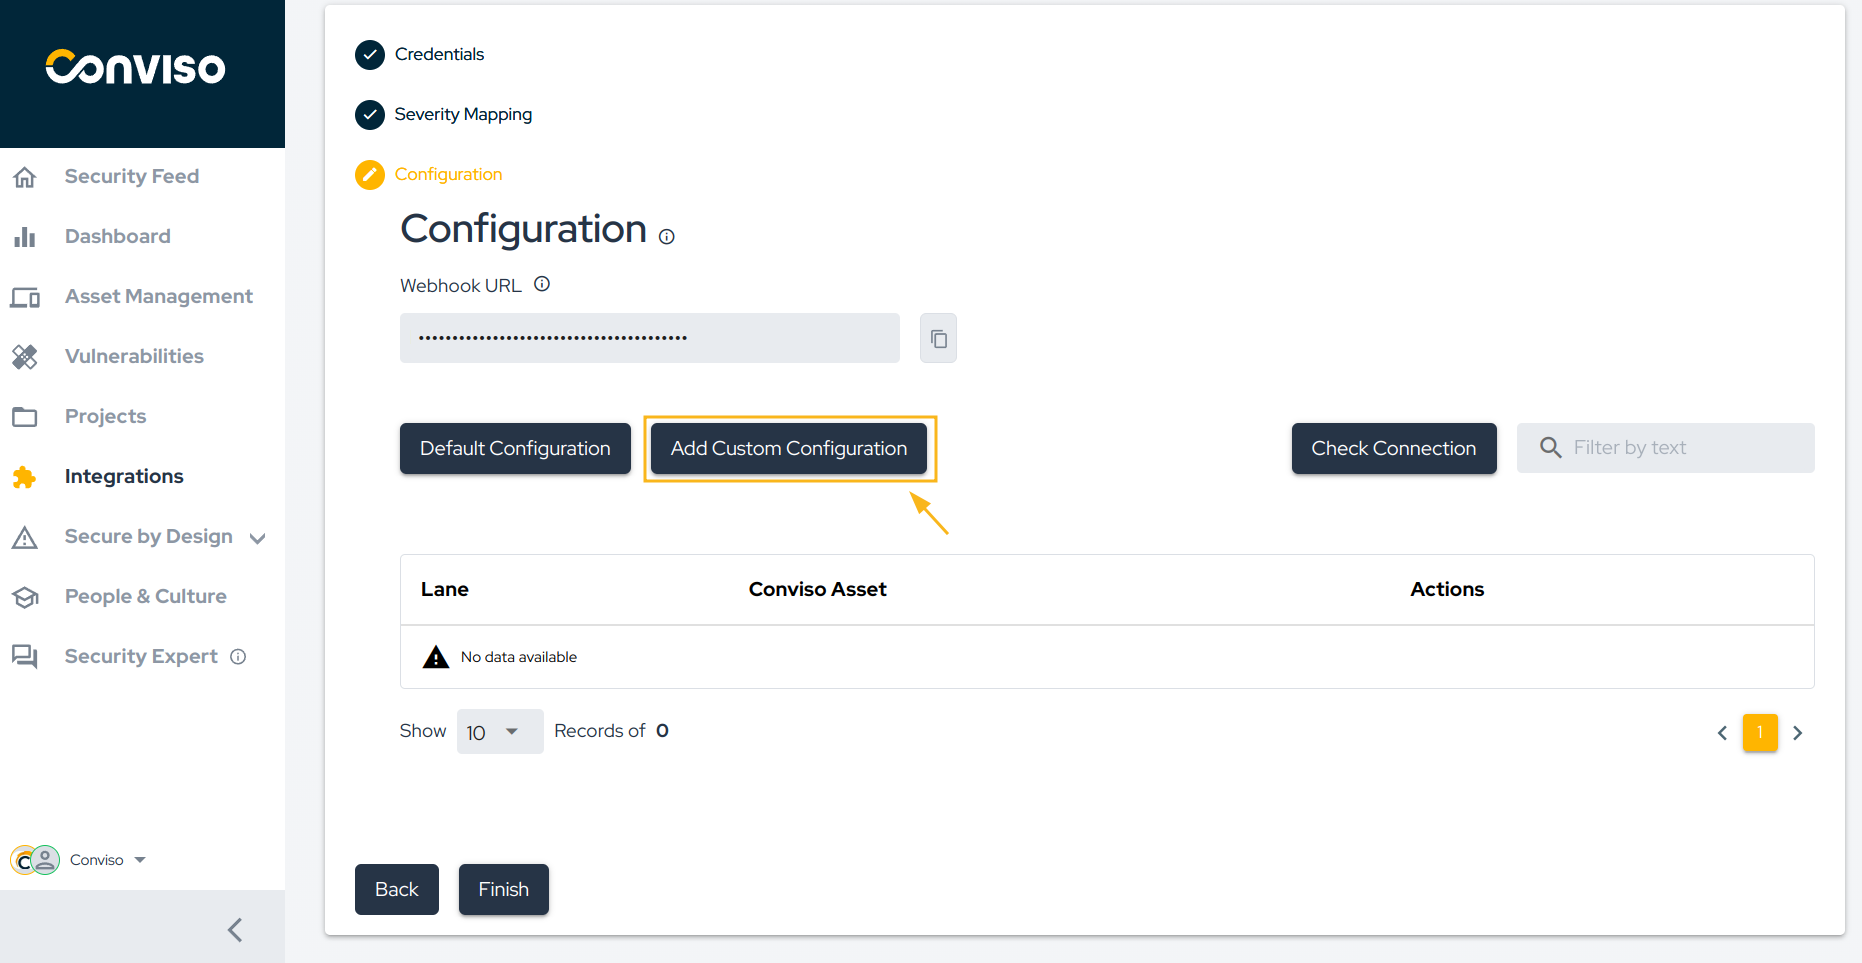 Conviso
Security Feed
Dashboard
Asset Management
Vulnerabilities
Projects
Integrations
Secure by Design
People & Culture
Security Expert
Conviso
Credentials
Severity Mapping
Configuration
Configuration
Webhook URL
••••••••••••••••••••••••••••••••••••••••
Default Configuration
Add Custom Configuration
Check Connection
Filter by text
Lane Conviso Asset Actions
No data available
Show 10 Records of 0
1
Back
Finish